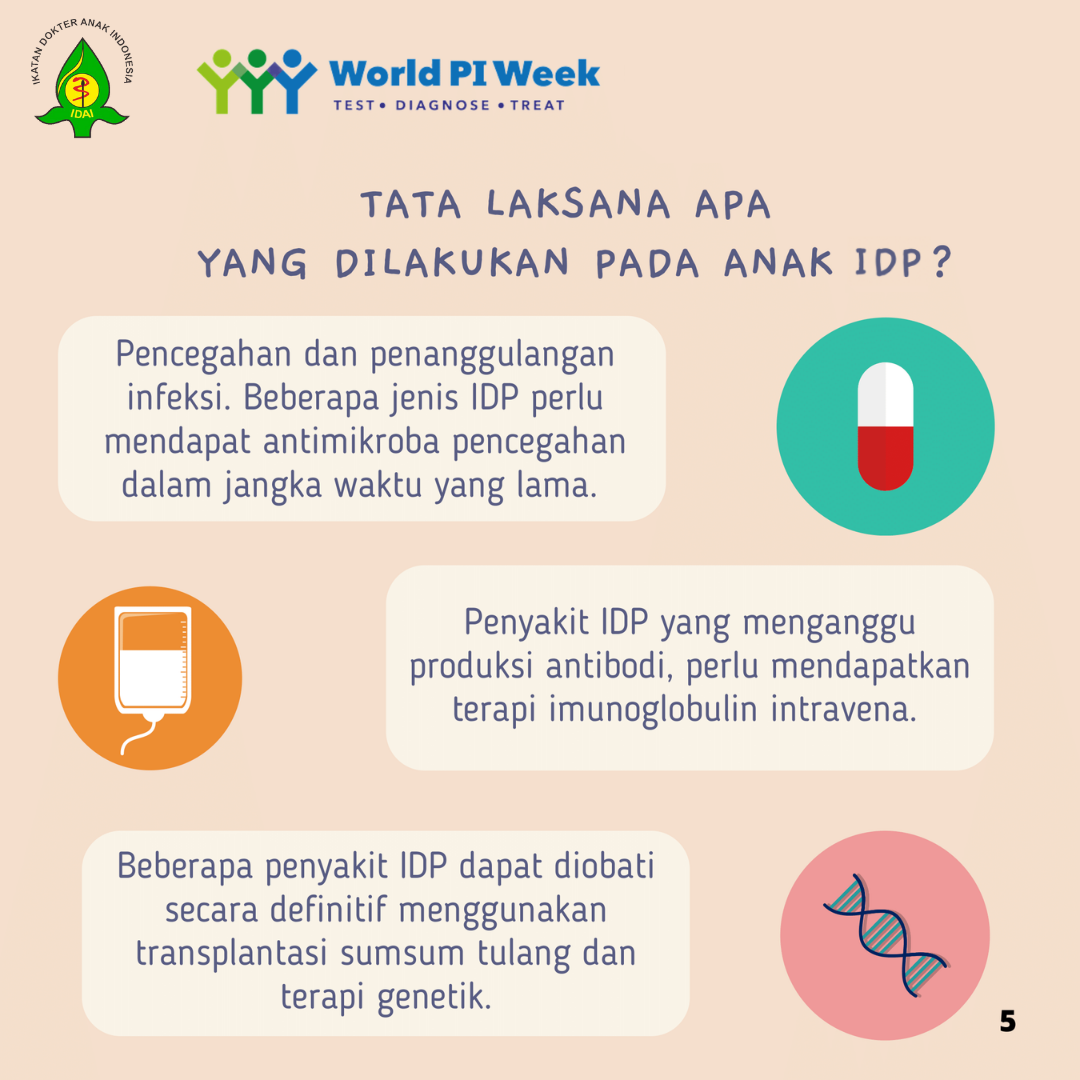 IKATAN DOKTER ANAK INDONESIA
IDAI
World PI Week
TEST • DIAGNOSE • TREAT
TATA LAKSANA APA
YANG DILAKUKAN PADA ANAK IDP?
Pencegahan dan penanggulangan
infeksi. Beberapa jenis IDP perlu
mendapat antimikroba pencegahan
dalam jangka waktu yang lama.
Penyakit IDP yang menganggu
produksi antibodi, perlu mendapatkan
terapi imunoglobulin intravena.
Beberapa penyakit IDP dapat diobati
secara definitif menggunakan
transplantasi sumsum tulang dan
terapi genetik.
5